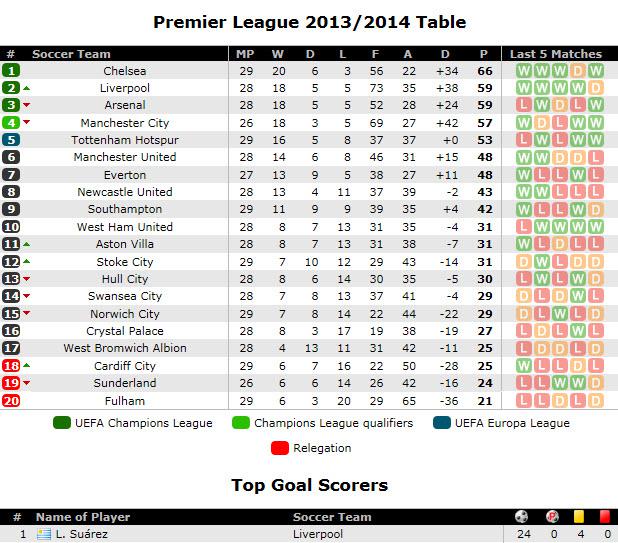 Premier League 2013/2014 Table
# Soccer Team MP W D L F A D P Last 5 Matches
1 Chelsea 29 20 6 3 56 22 +34 66 W W W D W
2 Liverpool 28 18 5 5 73 35 +38 59 W W W W D
3 Arsenal 28 18 5 5 52 28 +24 59 L W D L W
4 Manchester City 26 18 3 5 69 27 +42 57 W D L W W
5 Tottenham Hotspur 29 16 5 8 37 37 +0 53 L W L W W
6 Manchester United 28 14 6 8 46 31 +15 48 W W D D L
7 Everton 27 13 9 5 38 27 +11 48 W L L W L
8 Newcastle United 28 13 4 11 37 39 -2 43 W W L L L
9 Southampton 29 11 9 9 39 35 +4 42 W L L W D
10 West Ham United 28 8 7 13 31 35 -4 31 L W W W W
11 Aston Villa 28 8 7 13 31 38 -7 31 W L D L L
12 Stoke City 29 7 10 12 29 43 -14 31 D W L D D
13 Hull City 28 8 6 14 30 35 -5 30 L W L W D
14 Swansea City 28 7 8 13 37 41 -4 29 D L D W L
15 Norwich City 29 7 8 14 22 44 -22 29 D L W L D
16 Crystal Palace 28 8 3 17 19 38 -19 27 L D L W L
17 West Bromwich Albion 28 4 13 11 31 42 -11 25 L D D L D
18 Cardiff City 29 6 7 16 22 50 -28 25 W L L D L
19 Sunderland 26 6 6 14 26 42 -16 24 L L W W D
20 Fulham 29 6 3 20 29 65 -36 21 L L D L D
UEFA Champions League Champions League qualifiers UEFA Europa League
Relegation
Top Goal Scorers
# Name of Player Soccer Team
1 L. Suárez Liverpool 24 0 4 0